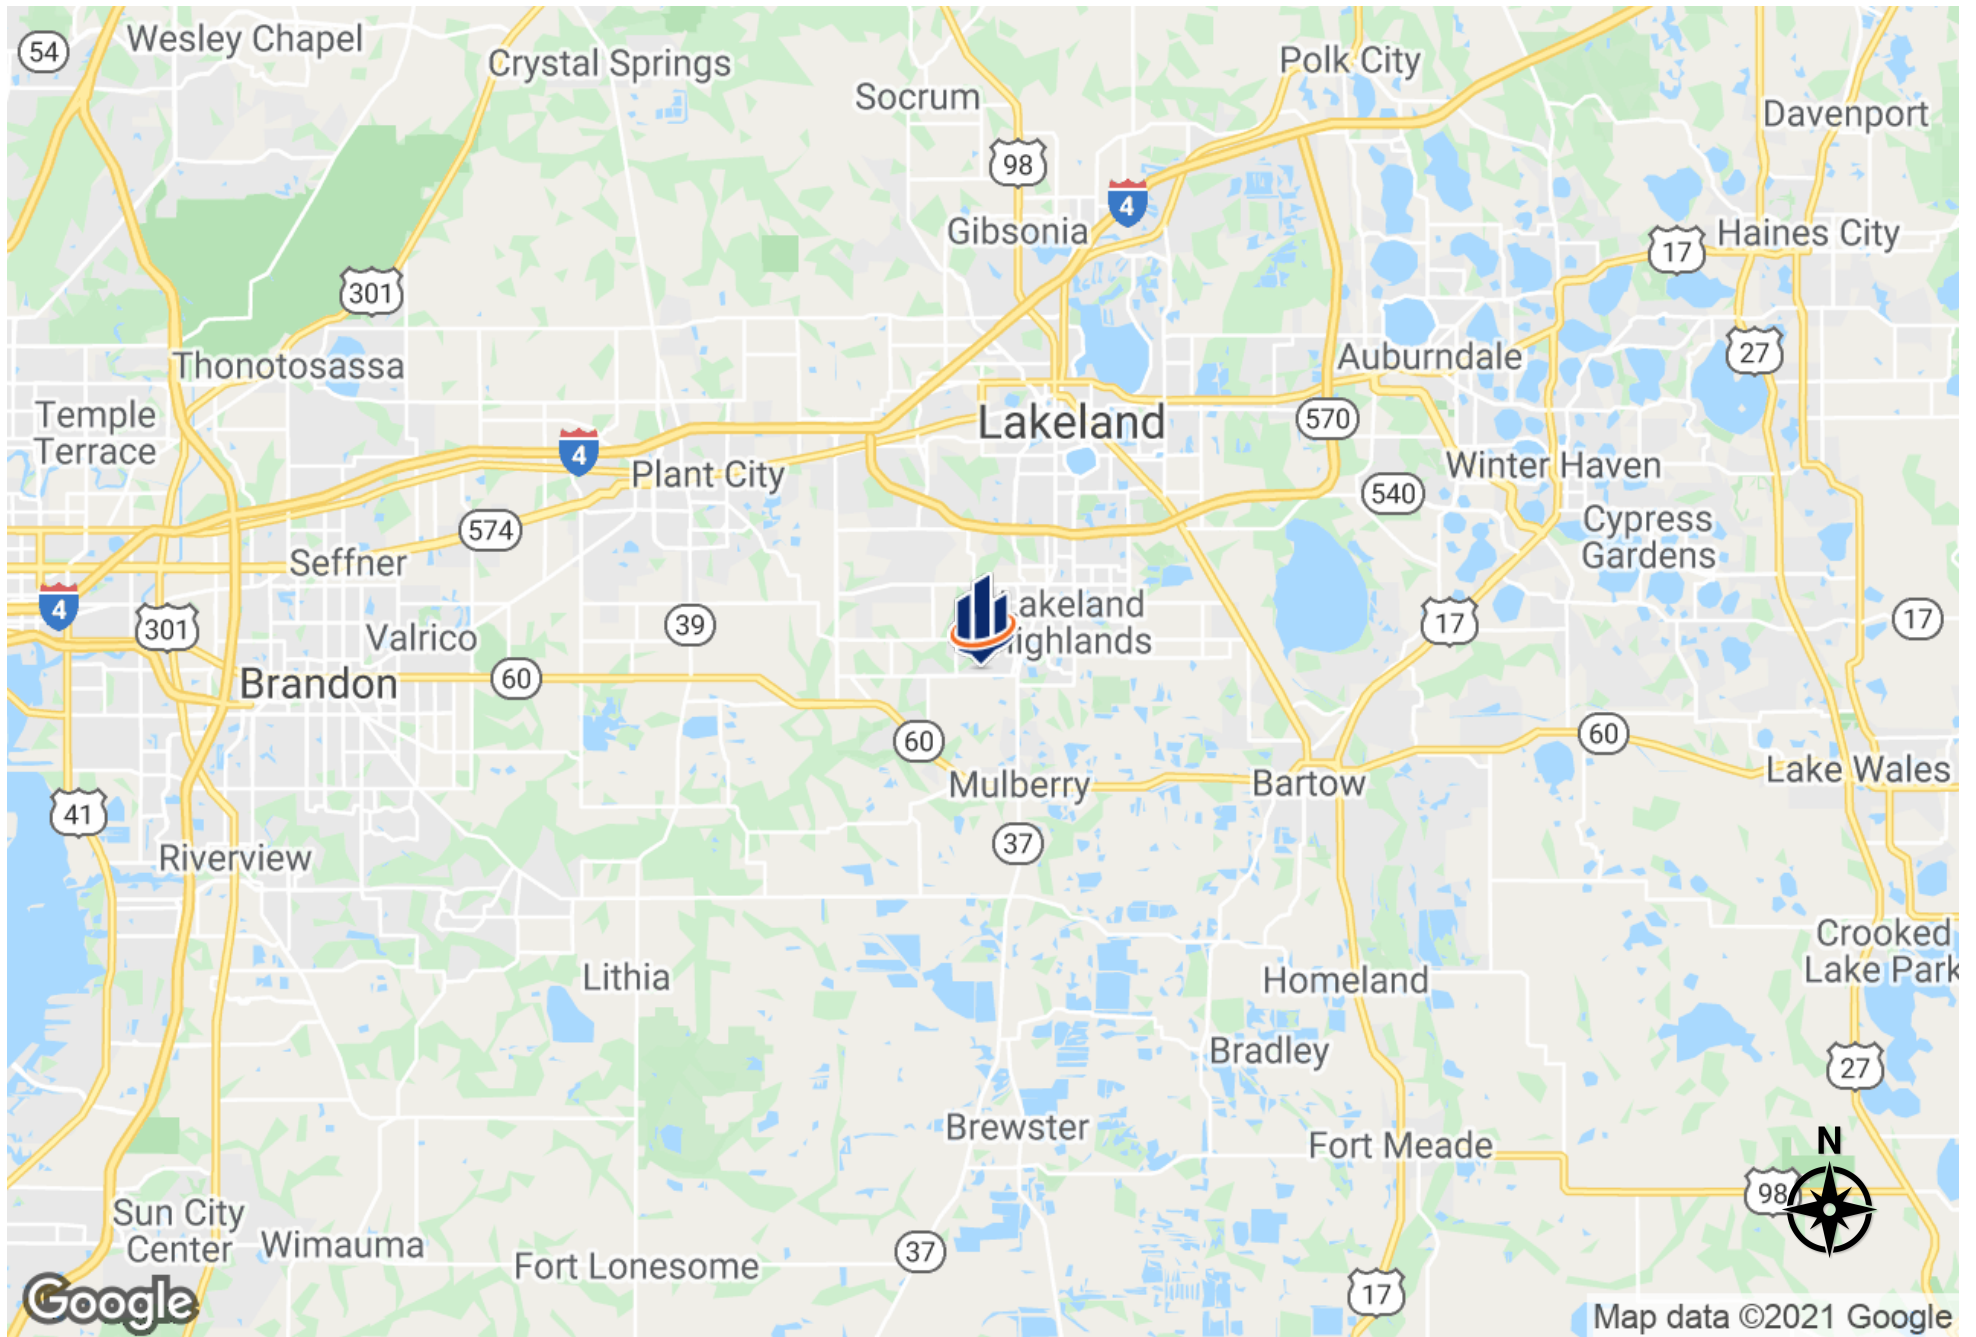 54
Wesley Chapel
Crystal Springs
Polk City
Socrum
Davenport
98
4
Gibsonia
17
Haines City
301
27
Thonotosassa
Auburndale
Temple
Terrace
Lakeland
570
4
Plant City
Winter Haven
540
574
Cypress
Gardens
Seffner
4
301
Valrico
39
akeland
ighlands
17
17
Brandon
60
60
60
Mulberry
Bartow
Lake Wales
41
37
Riverview
Crooked
Lake Park
Lithia
Homeland
Bradley
27
Brewster
Fort Meade
N
98
Sun City
Center
Wimauma
Fort Lonesome
37
17
Google
Map data ©2021 Google